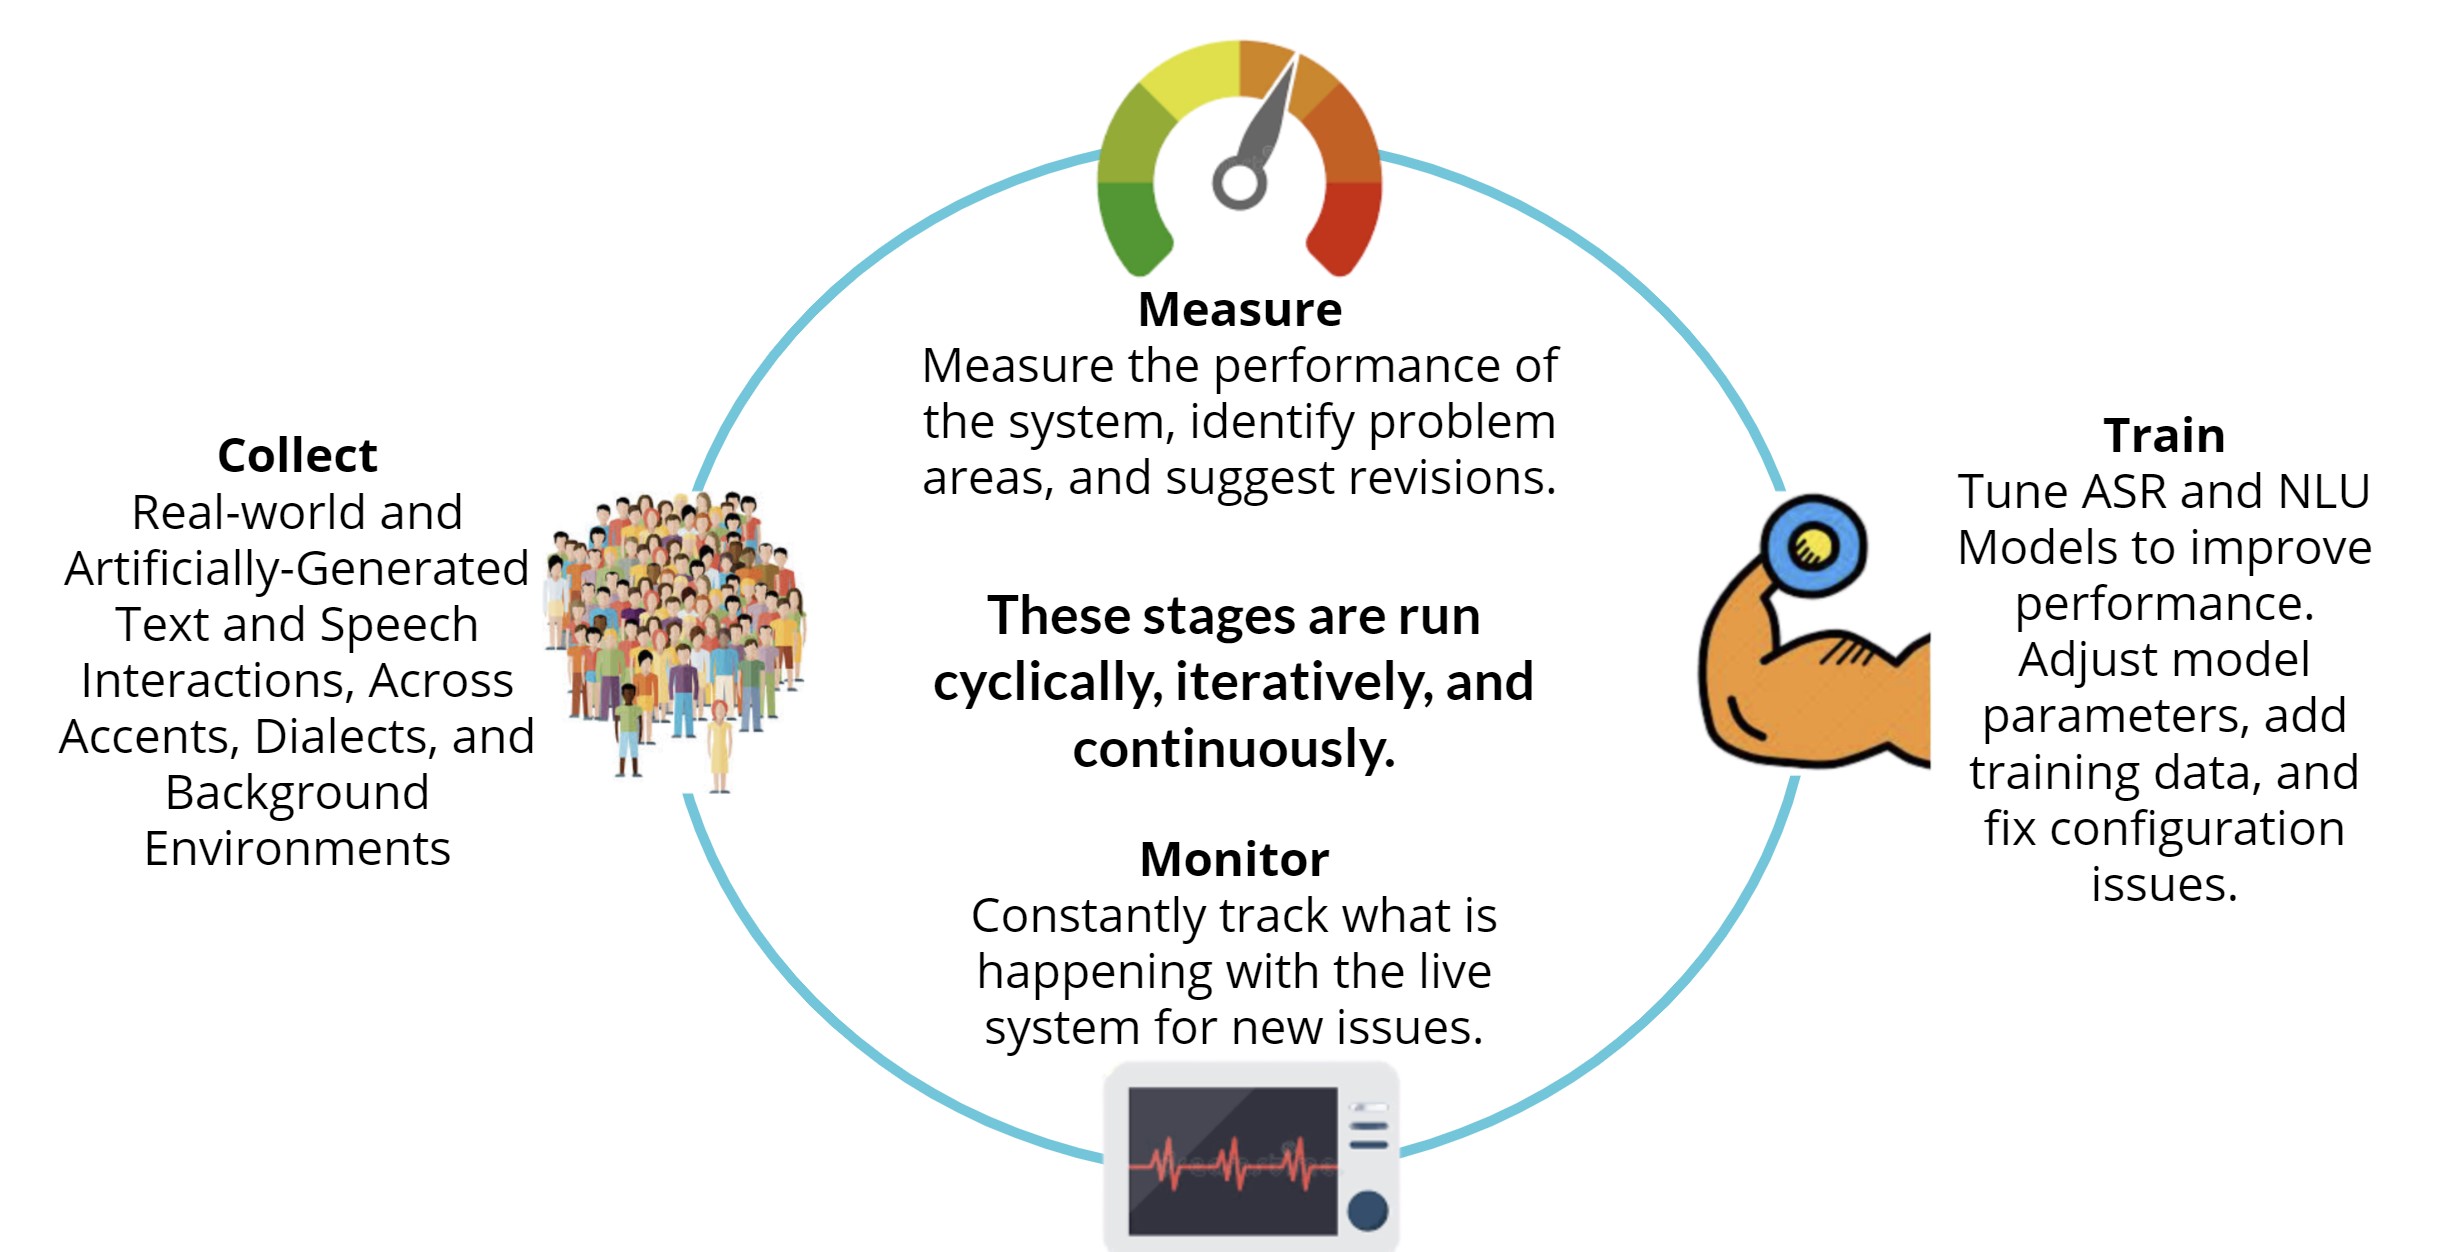 Measure
Measure the performance of
the system, identify problem
areas, and suggest revisions.
Collect
Real-world and
Artificially-Generated
Text and Speech
Interactions, Across
Accents, Dialects, and
Background
Environments
These stages are run
cyclically, iteratively, and
continuously.
Train
Tune ASR and NLU
Models to improve
performance.
Adjust model
parameters, add
training data, and
fix configuration
issues.
Monitor
Constantly track what is
happening with the live
system for new issues.